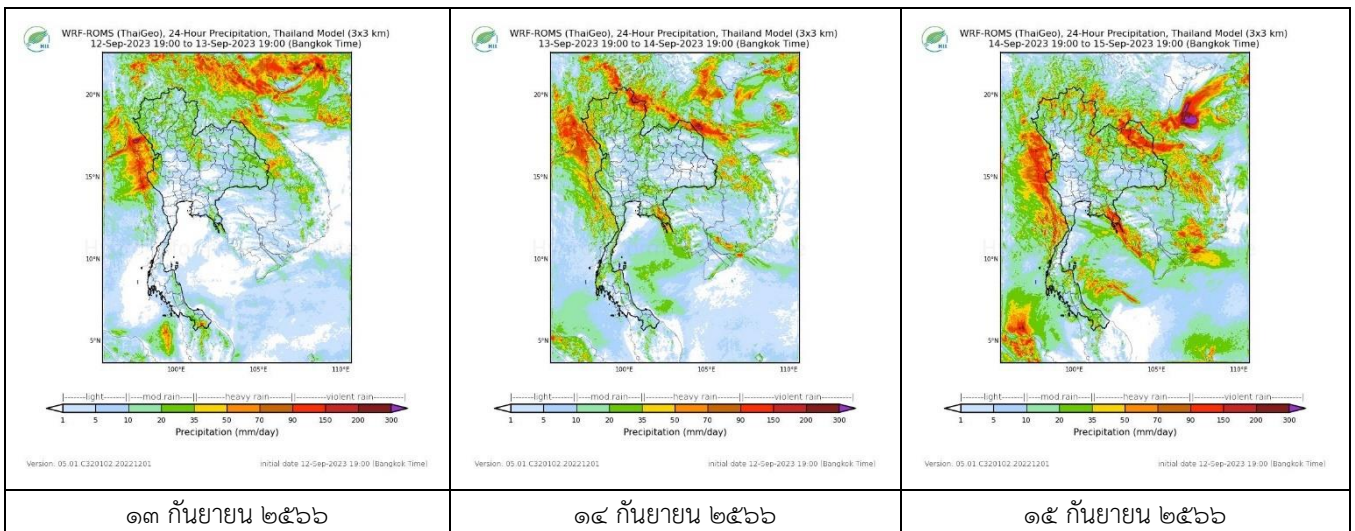 WRF-ROMS (ThaiGeo), 24-Hour Precipitation, Thailand Model (3x3 km)
12-Sep-2023 19:00 to 13-Sep-2023 19:00 (Bangkok Time)
20°N
15°N
10°N
5°N
100°E 105°E 110°E
|-------light-------||----mod.rain-------||-------heavy rain-------||-------violent rain-------|
1 5 10 20 35 50 70 90 150 200 300
Precipitation (mm/day)
Version: 05.01 C320102.20221201 initial date 12-Sep-2023 19:00 (Bangkok Time)
๑๓ กันยายน ๒๕๖๖
WRF-ROMS (ThaiGeo), 24-Hour Precipitation, Thailand Model (3x3 km)
13-Sep-2023 19:00 to 14-Sep-2023 19:00 (Bangkok Time)
20°N
15°N
10°N
5°N
100°E 105°E 110°E
|-------light-------||----mod.rain-------||-------heavy rain-------||-------violent rain-------|
1 5 10 20 35 50 70 90 150 200 300
Precipitation (mm/day)
Version: 05.01 C320102.20221201 initial date 12-Sep-2023 19:00 (Bangkok Time)
๑๔ กันยายน ๒๕๖๖
WRF-ROMS (ThaiGeo), 24-Hour Precipitation, Thailand Model (3x3 km)
14-Sep-2023 19:00 to 15-Sep-2023 19:00 (Bangkok Time)
20°N
15°N
10°N
5°N
100°E 105°E 110°E
|-------light-------||----mod.rain-------||-------heavy rain-------||-------violent rain-------|
1 5 10 20 35 50 70 90 150 200 300
Precipitation (mm/day)
Version: 05.01 C320102.20221201 initial date 12-Sep-2023 19:00 (Bangkok Time)
๑๕ กันยายน ๒๕๖๖